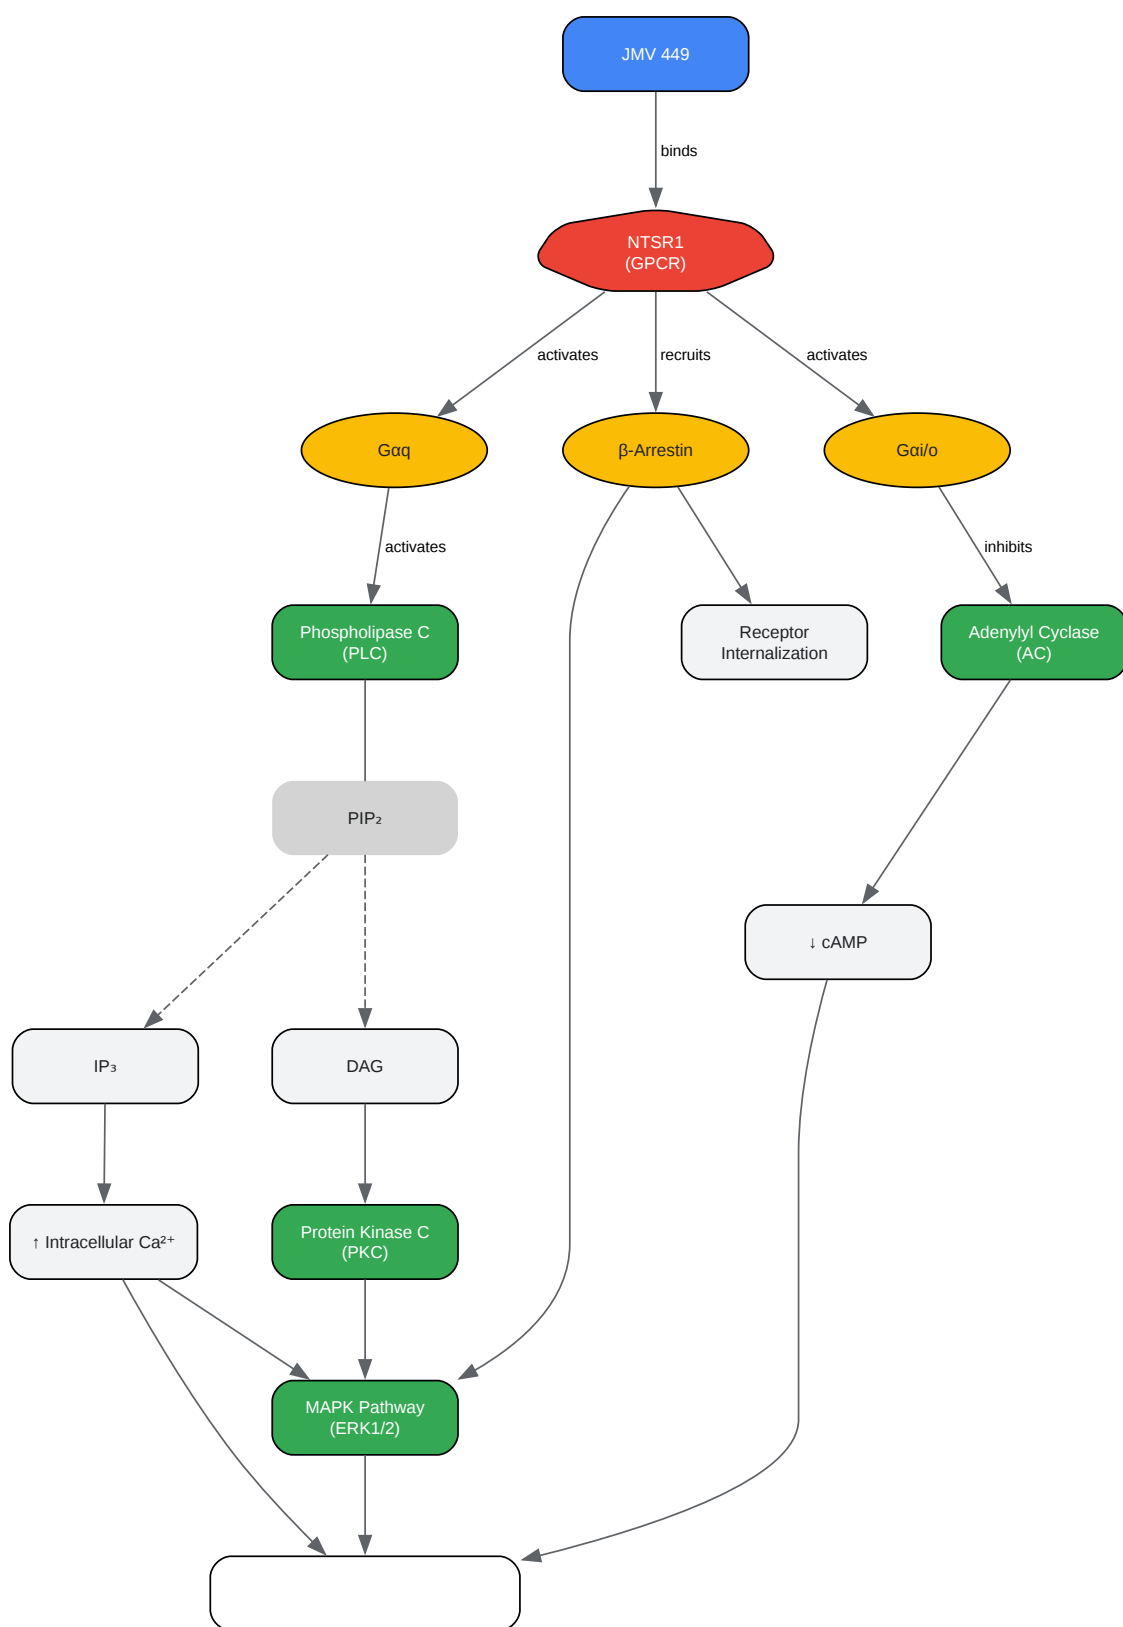 JMV 449
binds
NTSR1
(GPCR)
activates
recruits
activates
Gαq
β-Arrestin
Gαi/o
activates
inhibits
Phospholipase C
(PLC)
Receptor
Internalization
Adenylyl Cyclase
(AC)
PIP₂
↓ cAMP
IP₃
DAG
↑ Intracellular Ca²⁺
Protein Kinase C
(PKC)
MAPK Pathway
(ERK1/2)